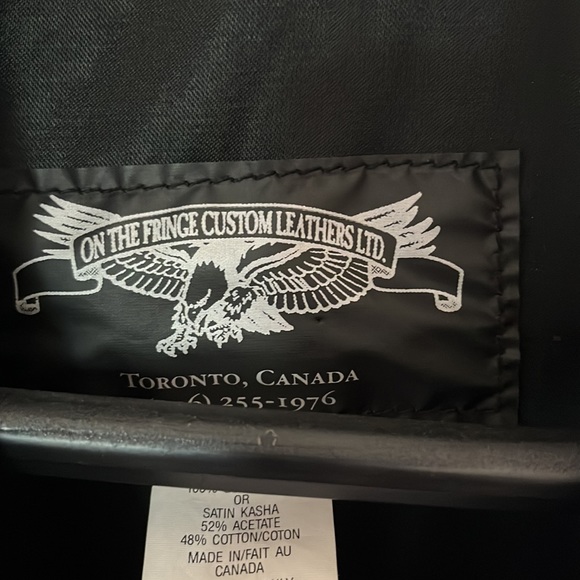 ON THE FRINGE CUSTOM LEATHERS LTD.
TORONTO, CANADA
6) 255-1976
OR
SATIN KASHA
52% ACETATE
48% COTTON/COTON
MADE IN/FAIT AU
CANADA